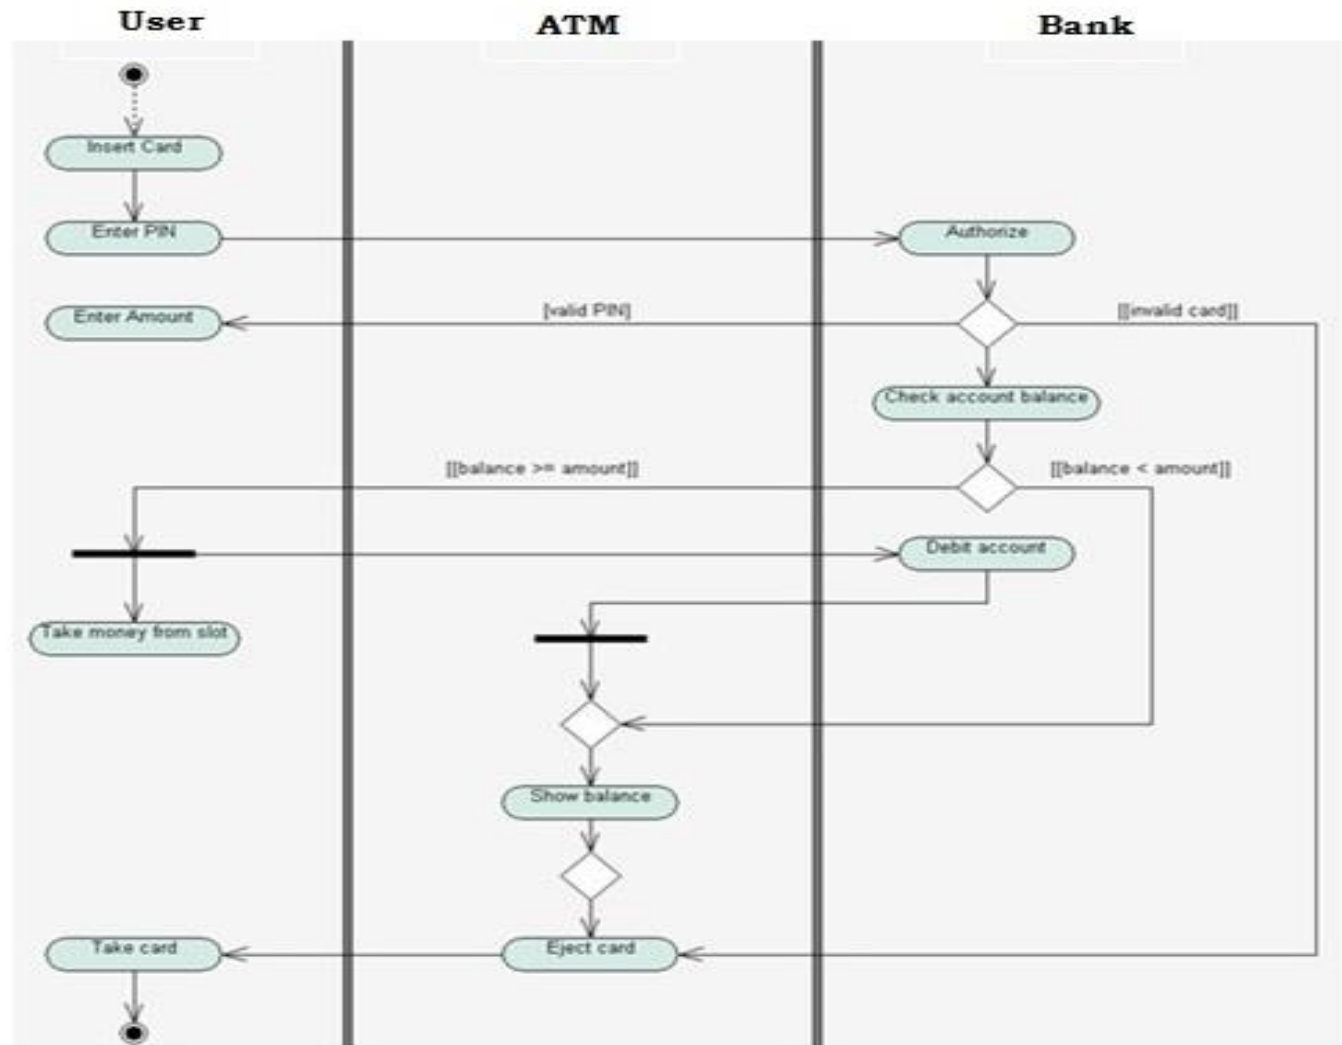 User
ATM
Bank
Insert Card
Enter PIN
Authorize
Enter Amount
[valid PIN]
[[invalid card]]
Check account balance
[[balance >= amount]]
[[balance < amount]]
Debit account
Take money from slot
Show balance
Take card
Eject card